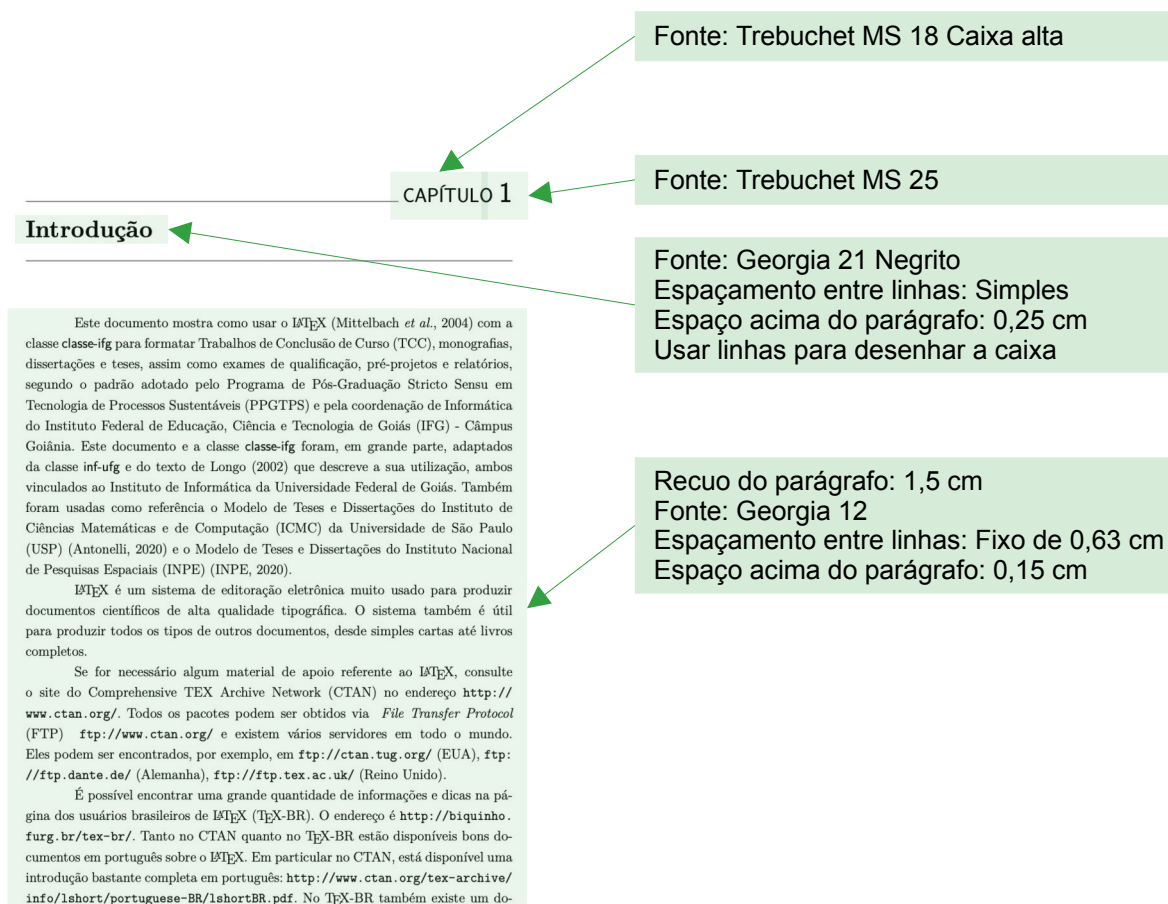 Fonte: Trebuchet MS 18 Caixa alta
CAPÍTULO 1
Fonte: Trebuchet MS 25
Introdução
Fonte: Georgia 21 Negrito
Espaçamento entre linhas: Simples
Espaço acima do parágrafo: 0,25 cm
Usar linhas para desenhar a caixa
Este documento mostra como usar o LATEX (Mittelbach et al., 2004) com a
classe classe-ifg para formatar Trabalhos de Conclusão de Curso (TCC), monografias,
dissertações e teses, assim como exames de qualificação, pré-projetos e relatórios,
segundo o padrão adotado pelo Programa de Pós-Graduação Stricto Sensu em
Tecnologia de Processos Sustentáveis (PPGTPS) e pela coordenação de Informática
do Instituto Federal de Educação, Ciência e Tecnologia de Goiás (IFG) - Câmpus
Goiânia. Este documento e a classe classe-ifg foram, em grande parte, adaptados
da classe inf-ufg e do texto de Longo (2002) que descreve a sua utilização, ambos
vinculados ao Instituto de Informática da Universidade Federal de Goiás. Também
foram usadas como referência o Modelo de Teses e Dissertações do Instituto de
Ciências Matemáticas e de Computação (ICMC) da Universidade de São Paulo
(USP) (Antonelli, 2020) e o Modelo de Teses e Dissertações do Instituto Nacional
de Pesquisas Espaciais (INPE) (INPE, 2020).
LATEX é um sistema de editoração eletrônica muito usado para produzir
documentos científicos de alta qualidade tipográfica. O sistema também é útil
para produzir todos os tipos de outros documentos, desde simples cartas até livros
completos.
Se for necessário algum material de apoio referente ao LATEX, consulte
o site do Comprehensive TEX Archive Network (CTAN) no endereço http://
www.ctan.org/. Todos os pacotes podem ser obtidos via File Transfer Protocol
(FTP) ftp://www.ctan.org/ e existem vários servidores em todo o mundo.
Eles podem ser encontrados, por exemplo, em ftp://ctan.tug.org/ (EUA), ftp:
//ftp.dante.de/ (Alemanha), ftp://ftp.tex.ac.uk/ (Reino Unido).
É possível encontrar uma grande quantidade de informações e dicas na pá-
gina dos usuários brasileiros de LATEX (TEX-BR). O endereço é http://biquinho.
furg.br/tex-br/. Tanto no CTAN quanto no TEX-BR estão disponíveis bons do-
cumentos em português sobre o LATEX. Em particular no CTAN, está disponível uma
introdução bastante completa em português: http://www.ctan.org/tex-archive/
info/lshort/portuguese-BR/lshortBR.pdf. No TEX-BR também existe um do-
Recuo do parágrafo: 1,5 cm
Fonte: Georgia 12
Espaçamento entre linhas: Fixo de 0,63 cm
Espaço acima do parágrafo: 0,15 cm